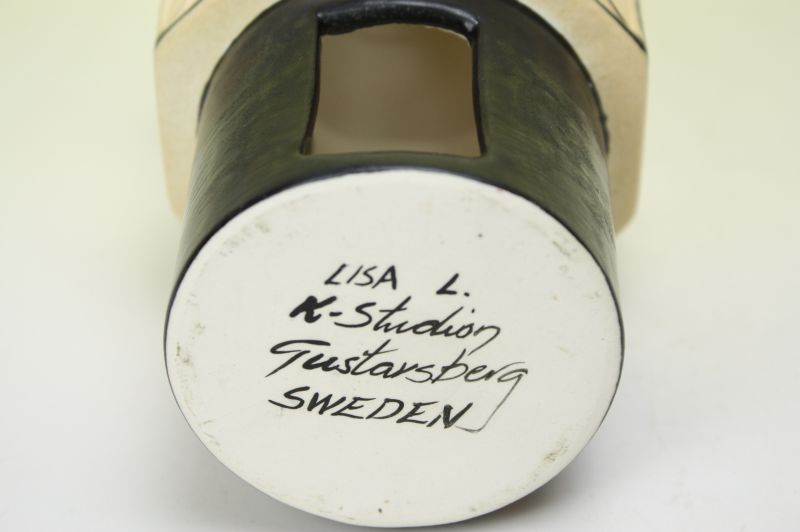 LISA L.
K-Studion
Gustavsberg
SWEDEN